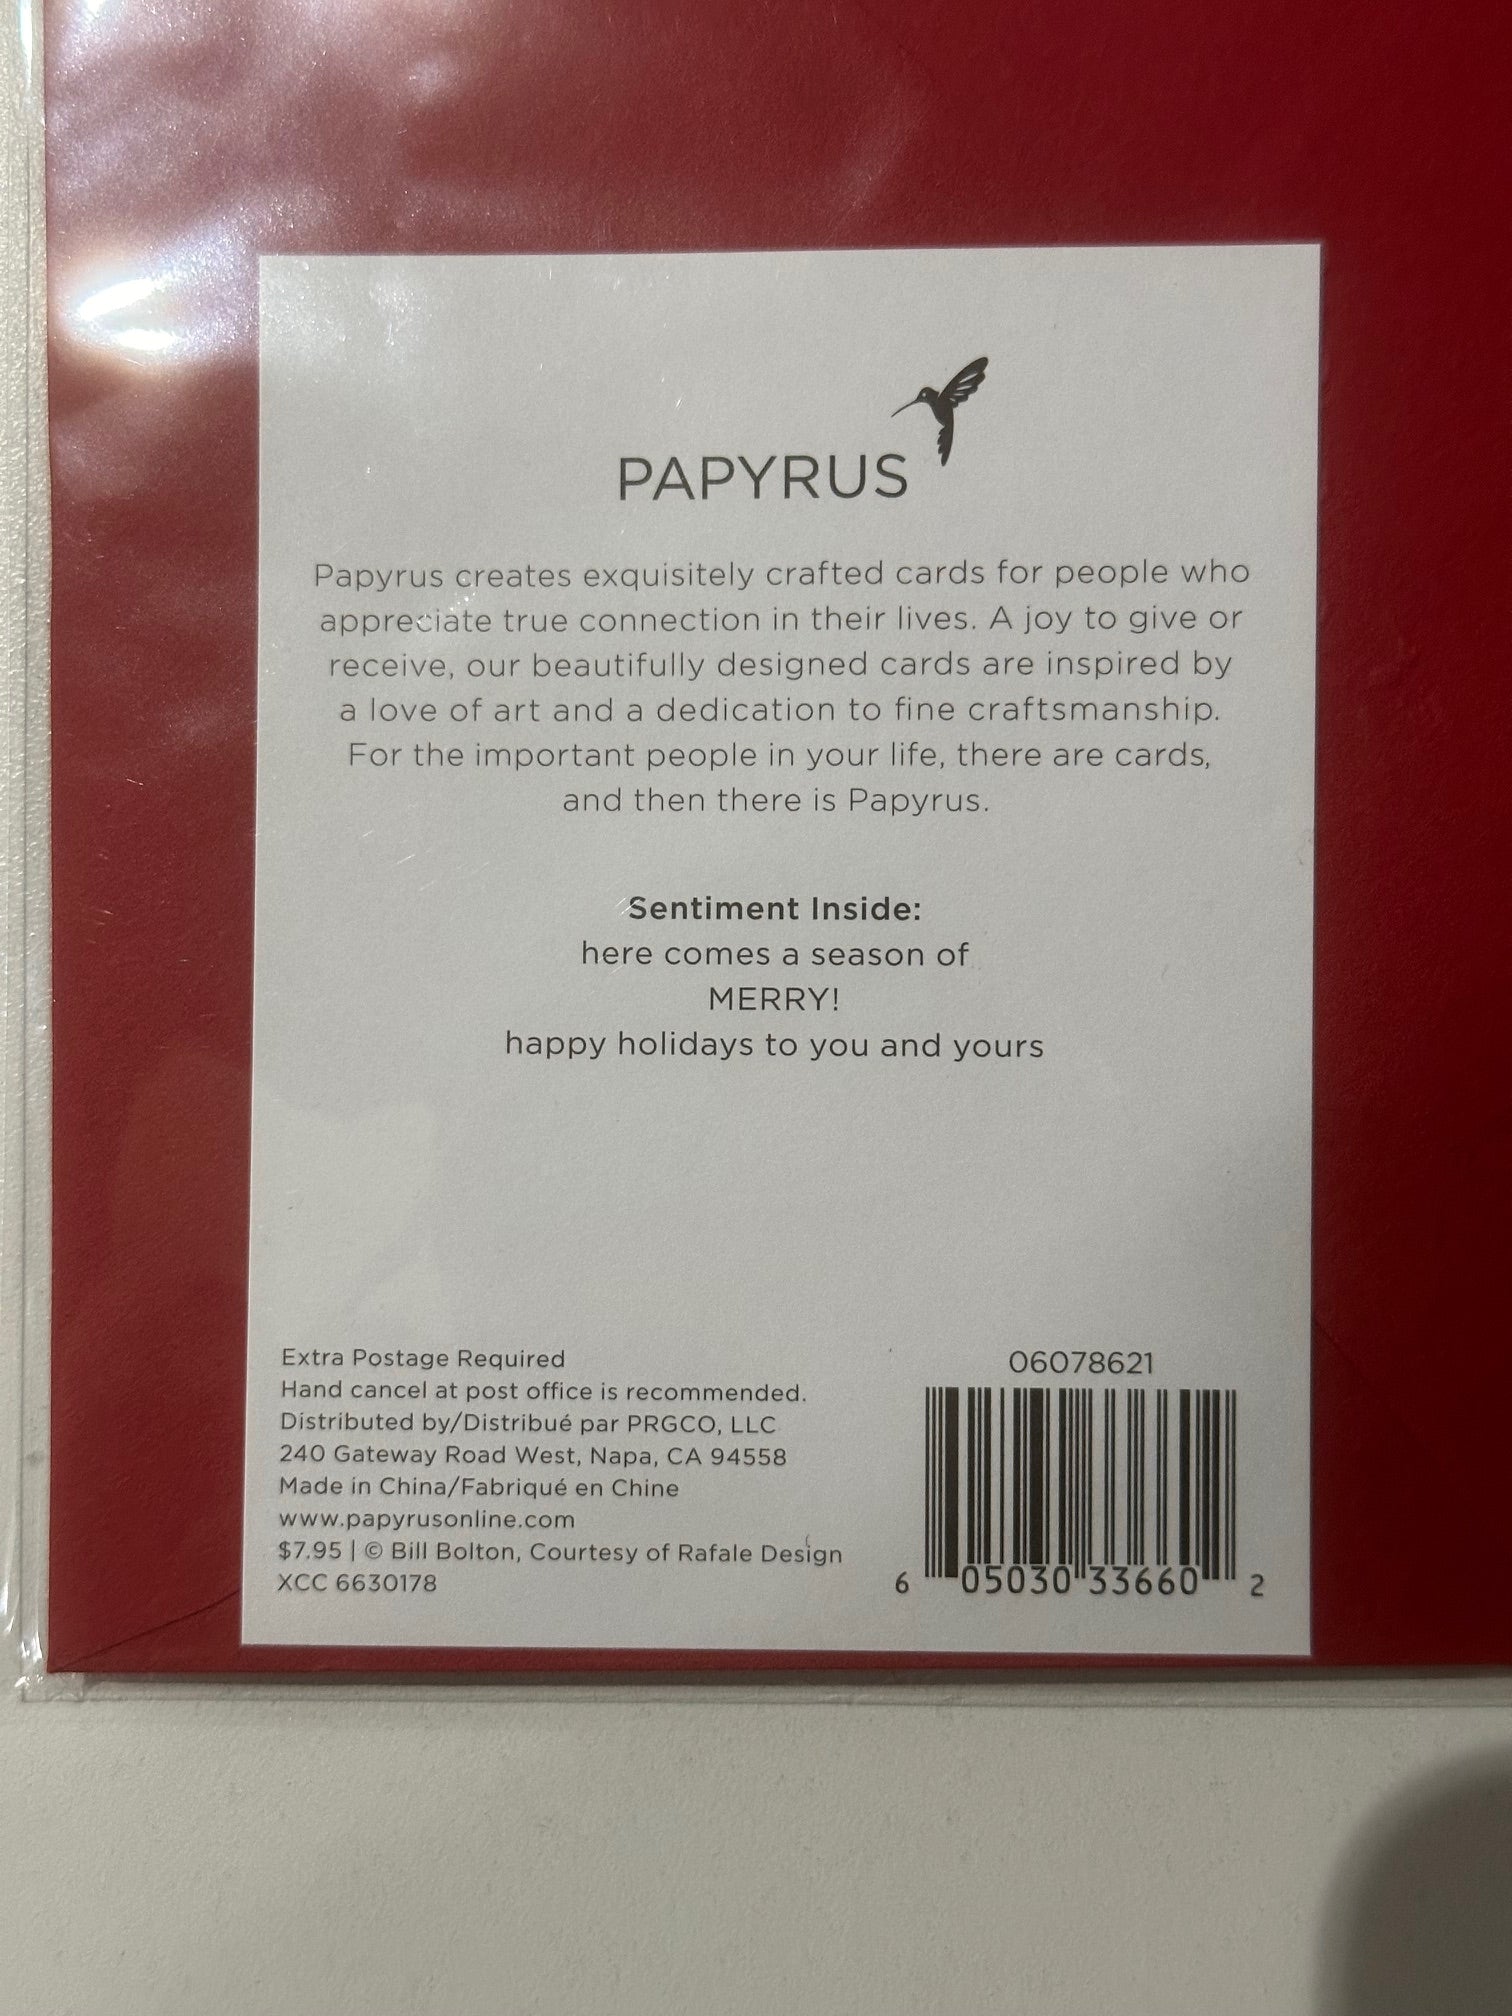 PAPYRUS
Papyrus creates exquisitely crafted cards for people who
appreciate true connection in their lives. A joy to give or
receive, our beautifully designed cards are inspired by
a love of art and a dedication to fine craftsmanship.
For the important people in your life, there are cards,
and then there is Papyrus.
Sentiment Inside:
here comes a season of
MERRY!
happy holidays to you and yours
Extra Postage Required
Hand cancel at post office is recommended.
Distributed by/Distribué par PRGCO, LLC
240 Gateway Road West, Napa, CA 94558
Made in China/Fabriqué en Chine
www.papyrusonline.com
$7.95 | © Bill Bolton, Courtesy of Rafale Design
XCC 6630178
06078621
6 05030 33660 2